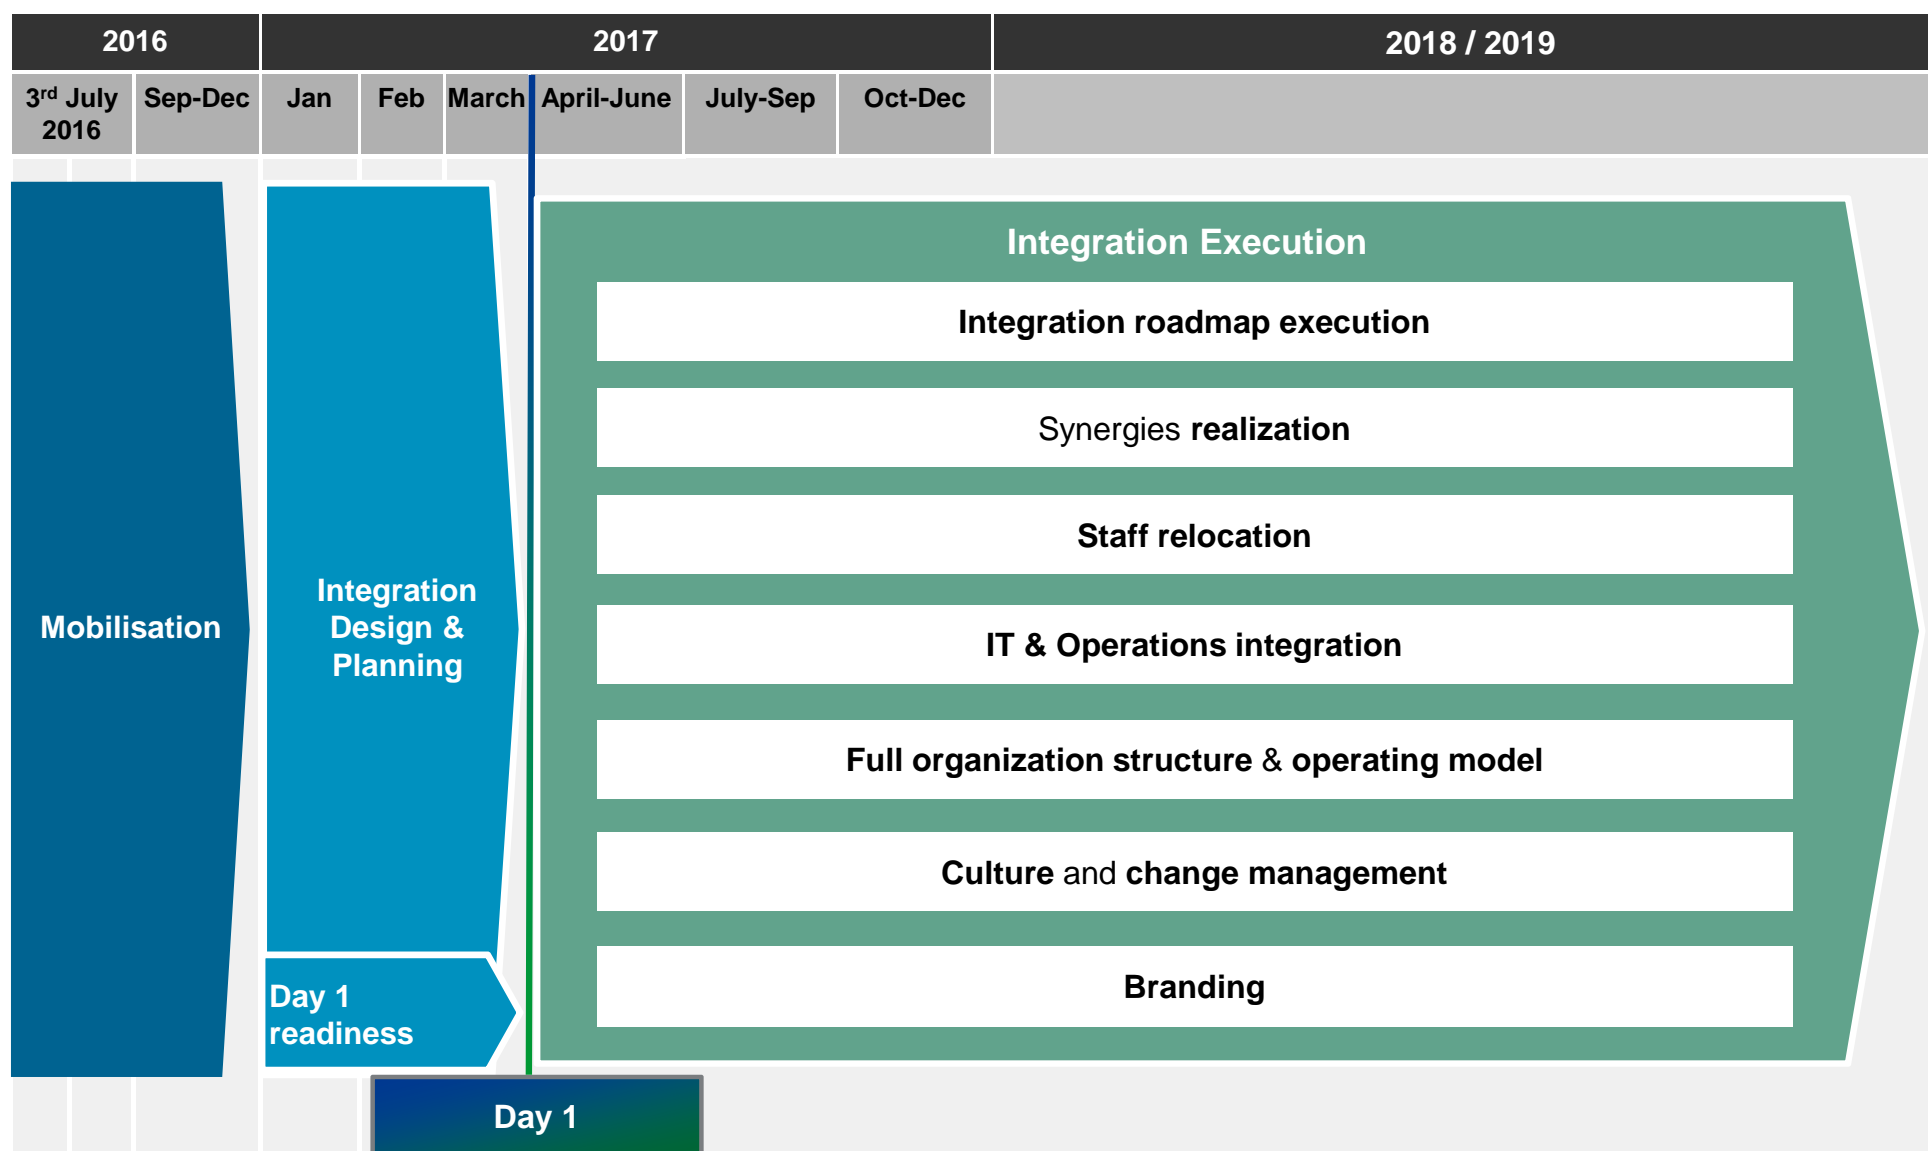 2016
2017
2018 / 2019
3rd July
2016
Sep-Dec
Jan
Feb
March
April-June
July-Sep
Oct-Dec
Mobilisation
Integration
Design &
Planning
Day 1
readiness
Integration Execution
Integration roadmap execution
Synergies realization
Staff relocation
IT & Operations integration
Full organization structure & operating model
Culture and change management
Branding
Day 1